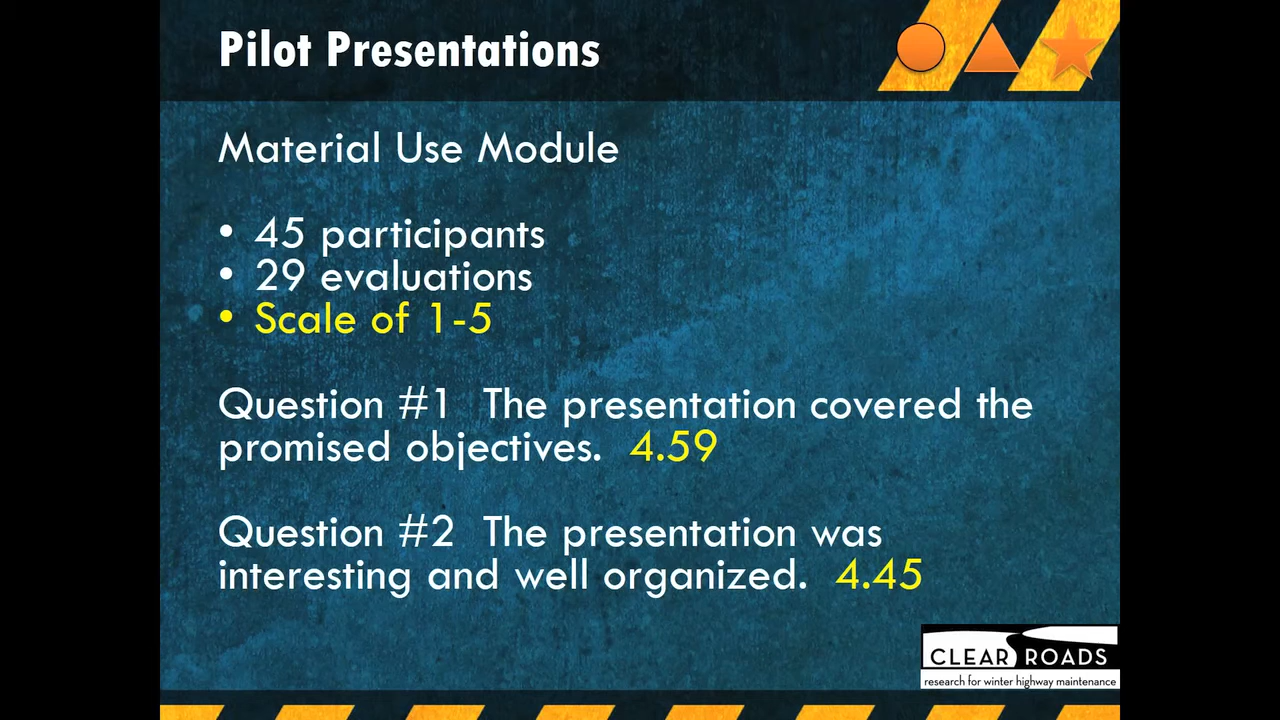 Pilot Presentations
Material Use Module
• 45 participants
• 29 evaluations
• Scale of 1-5
Question #1  The presentation covered the
promised objectives.  4.59
Question #2  The presentation was
interesting and well organized.  4.45
CLEAR ROADS
research for winter highway maintenance